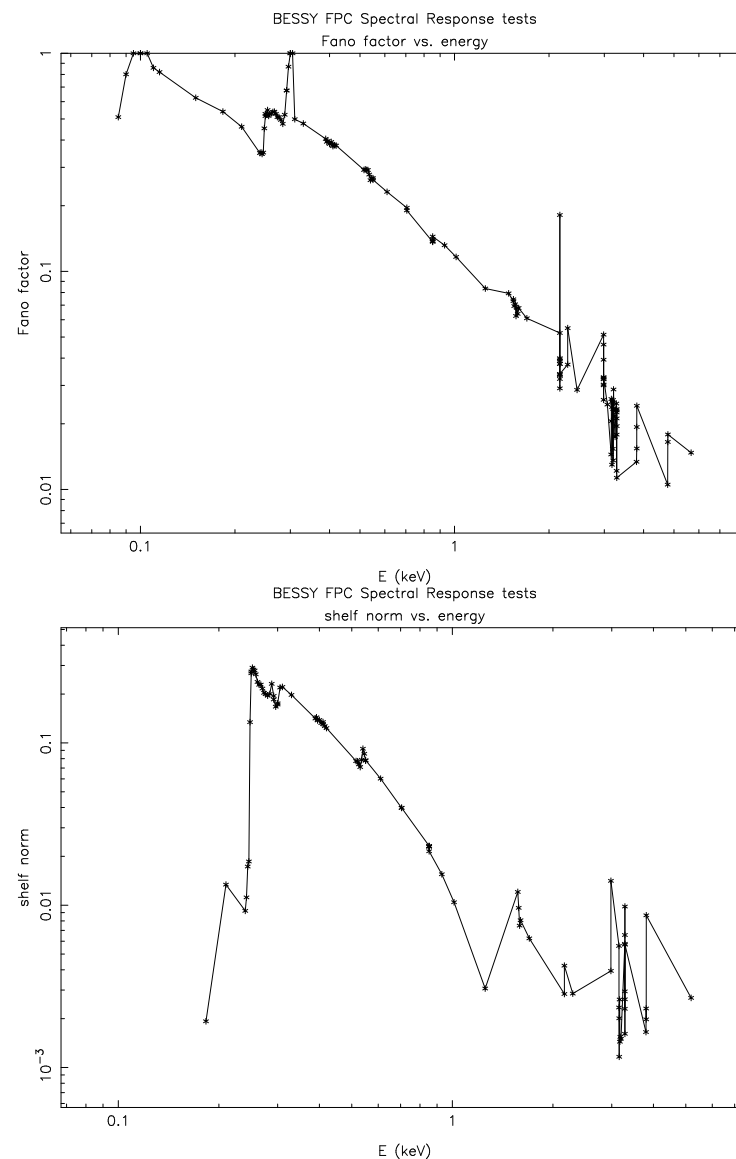 BESSY FPC Spectral Response tests
Fano factor vs. energy
1
0.1
0.01
Fano factor
0.1 1
E (keV)
BESSY FPC Spectral Response tests
shelf norm vs. energy
0.1
0.01
10⁻³
shelf norm
0.1 1
E (keV)